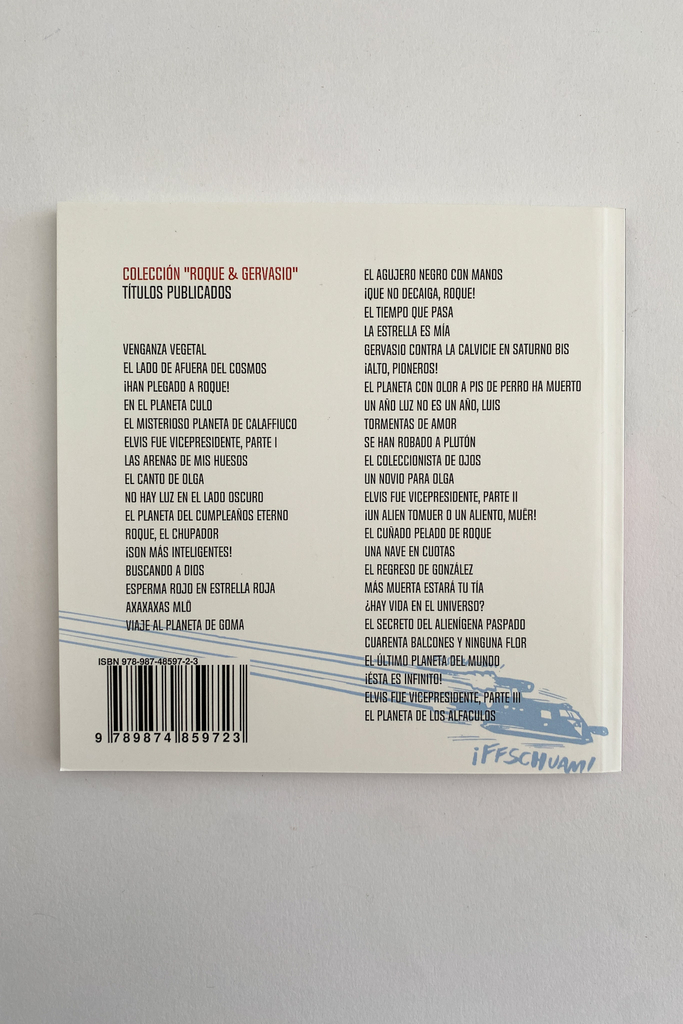 COLECCIÓN "ROQUE & GERVASIO"
TÍTULOS PUBLICADOS
VENGANZA VEGETAL
EL LADO DE AFUERA DEL COSMOS
¡HAN PLEGADO A ROQUE!
EN EL PLANETA CULO
EL MISTERIOSO PLANETA DE CALAFFIUCO
ELVIS FUE VICEPRESIDENTE, PARTE I
LAS ARENAS DE MIS HUESOS
EL CANTO DE OLGA
NO HAY LUZ EN EL LADO OSCURO
EL PLANETA DEL CUMPLEAÑOS ETERNO
ROQUE, EL CHUPADOR
¡SON MÁS INTELIGENTES!
BUSCANDO A DIOS
ESPERMA ROJO EN ESTRELLA ROJA
AXAXAXAS MLÖ
VIAJE AL PLANETA DE GOMA
ISBN 978-987-48597-2-3
9 789874 859723
EL AGUJERO NEGRO CON MANOS
¡QUE NO DECAIGA, ROQUE!
EL TIEMPO QUE PASA
LA ESTRELLA ES MÍA
GERVASIO CONTRA LA CALVICIE EN SATURNO BIS
¡ALTO, PIONEROS!
EL PLANETA CON OLOR A PIS DE PERRO HA MUERTO
UN AÑO LUZ NO ES UN AÑO, LUIS
TORMENTAS DE AMOR
SE HAN ROBADO A PLUTÓN
EL COLECCIONISTA DE OJOS
UN NOVIO PARA OLGA
ELVIS FUE VICEPRESIDENTE, PARTE II
¡UN ALIEN TOMUER O UN ALIENTO, MUËR!
EL CUÑADO PELADO DE ROQUE
UNA NAVE EN CUOTAS
EL REGRESO DE GONZÁLEZ
MÁS MUERTA ESTARÁ TU TÍA
¿HAY VIDA EN EL UNIVERSO?
EL SECRETO DEL ALIENÍGENA PASPADO
CUARENTA BALCONES Y NINGUNA FLOR
EL ÚLTIMO PLANETA DEL MUNDO
¡ÉSTA ES INFINITO!
ELVIS FUE VICEPRESIDENTE, PARTE III
EL PLANETA DE LOS ALFACULOS
¡FFSCHUAM!